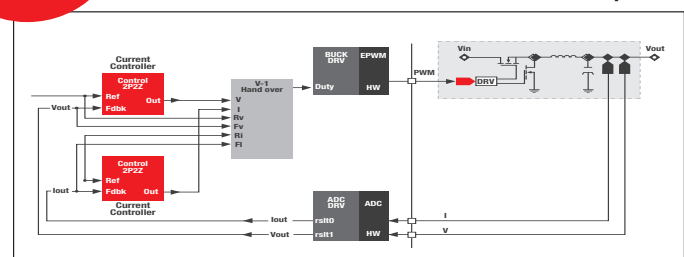 Current
Controller
Control
2P2Z
Ref
Fdbk
Out
Vout
V-1
Hand over
V
I
Rv
Fv
Ri
FI
BUCK
DRV
EPWM
Duty
HW
PWM
Vin
Vout
DRV
Control
2P2Z
Ref
Fdbk
Out
Iout
Current
Controller
ADC
DRV
ADC
rslt0
rslt1
HW
Iout
Vout
I
V